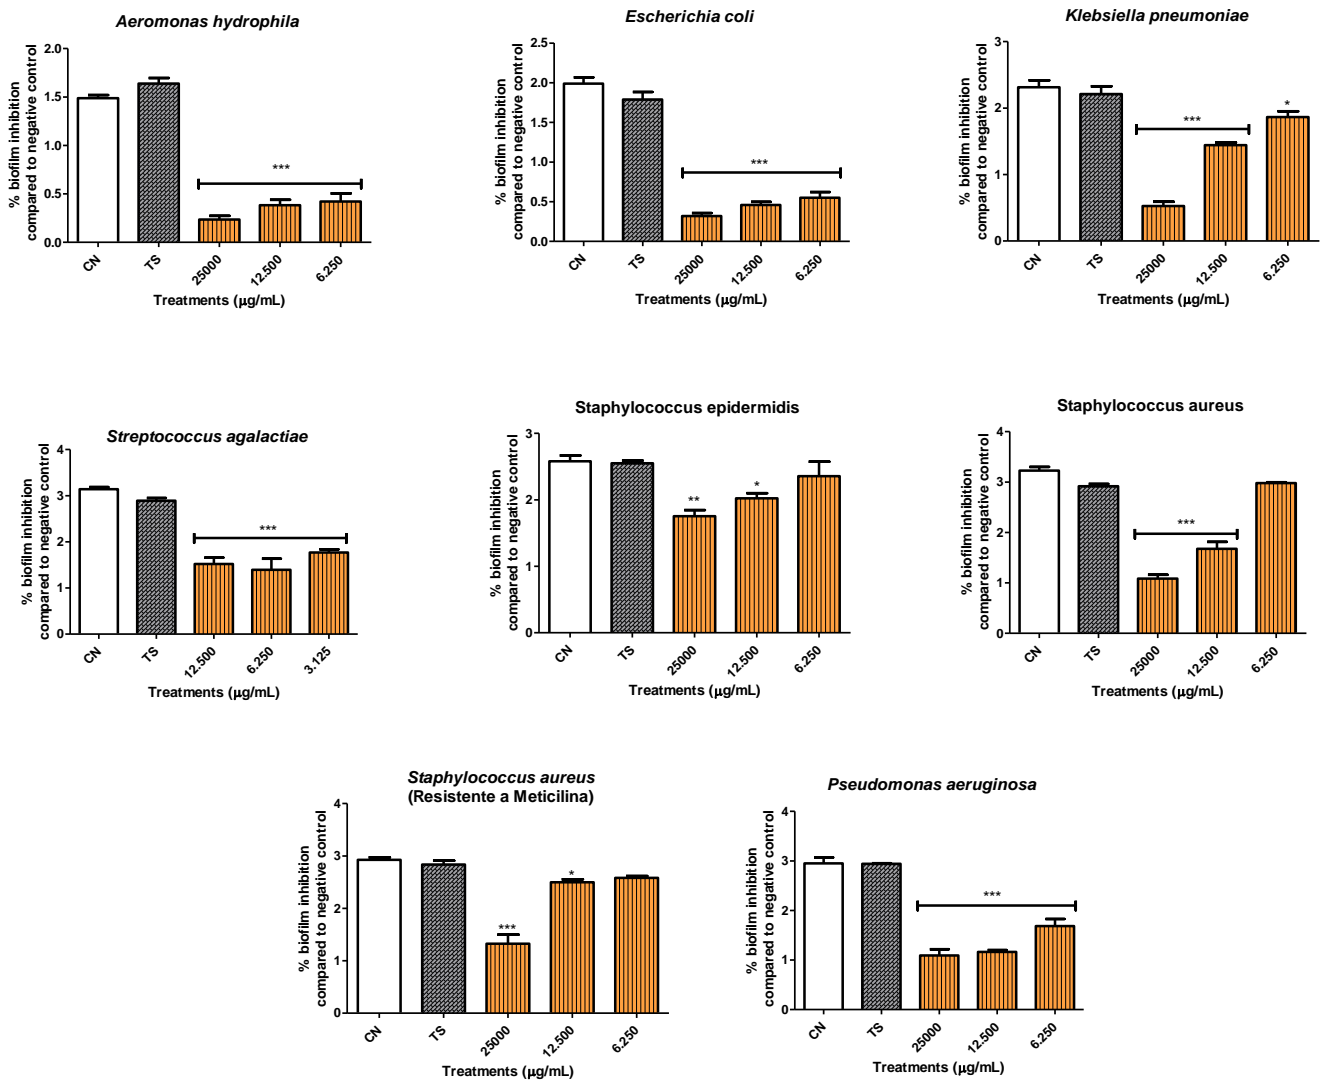 Aeromonas hydrophila
% biofilm inhibition
compared to negative control
2.0
1.5
1.0
0.5
0.0
***
CN
TS
25000
12.500
6.250
Treatments (μg/mL)
Escherichia coli
% biofilm inhibition
compared to negative control
2.5
2.0
1.5
1.0
0.5
0.0
***
CN
TS
25000
12.500
6.250
Treatments (μg/mL)
Klebsiella pneumoniae
% biofilm inhibition
compared to negative control
3
2
1
0
***
*
CN
TS
25000
12.500
6.250
Treatments (μg/mL)
Streptococcus agalactiae
% biofilm inhibition
compared to negative control
4
3
2
1
0
***
CN
TS
12.500
6.250
3.125
Treatments (μg/mL)
Staphylococcus epidermidis
% biofilm inhibition
compared to negative control
3
2
1
0
**
*
CN
TS
25000
12.500
6.250
Treatments (μg/mL)
Staphylococcus aureus
% biofilm inhibition
compared to negative control
4
3
2
1
0
***
CN
TS
25000
12.500
6.250
Treatments (μg/mL)
Staphylococcus aureus
(Resistente a Meticilina)
% biofilm inhibition
compared to negative control
4
3
2
1
0
***
*
CN
TS
25000
12.500
6.250
Treatments (μg/mL)
Pseudomonas aeruginosa
% biofilm inhibition
compared to negative control
4
3
2
1
0
***
CN
TS
25000
12.500
6.250
Treatments (μg/mL)